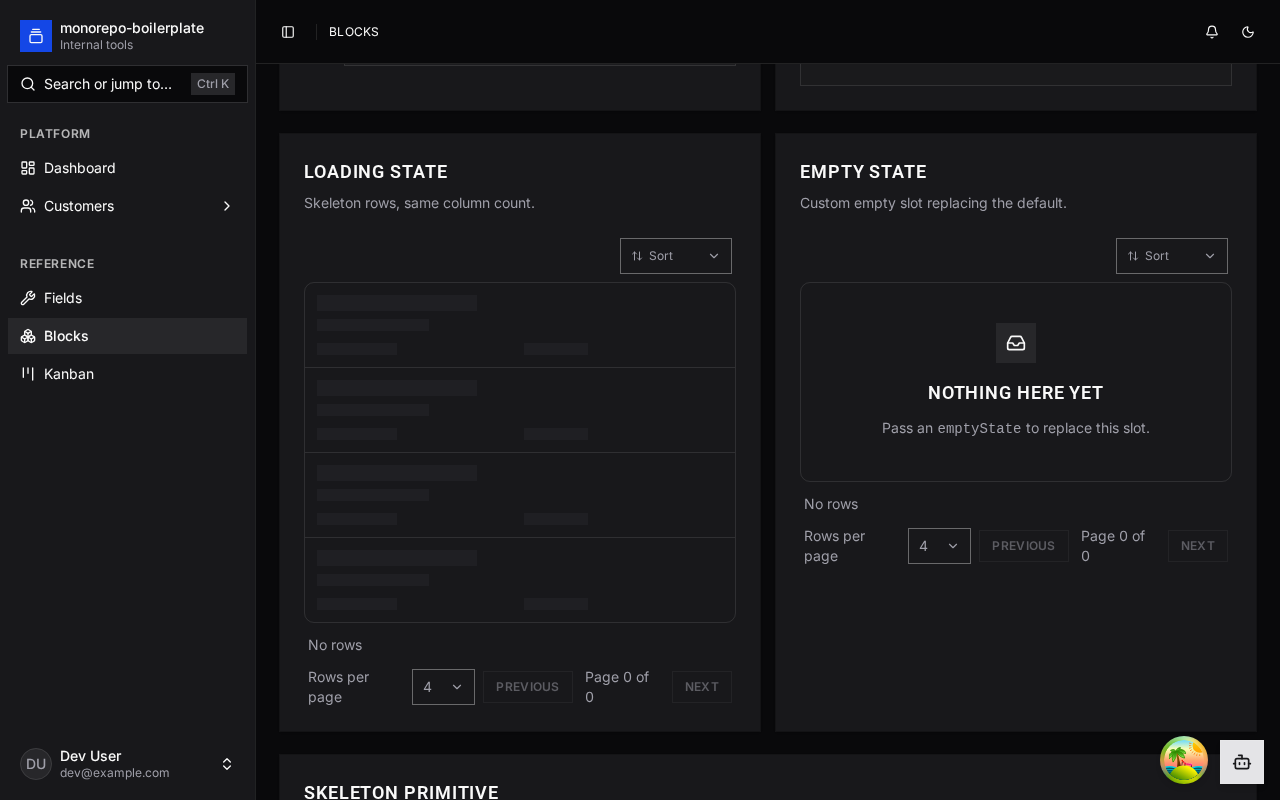 monorepo-boilerplate
Internal tools
Search or jump to...
Ctrl K
PLATFORM
Dashboard
Customers
REFERENCE
Fields
Blocks
Kanban
DU
Dev User
dev@example.com
BLOCKS
LOADING STATE
Skeleton rows, same column count.
Sort
No rows
Rows per
page
4
PREVIOUS
Page 0 of
0
NEXT
EMPTY STATE
Custom empty slot replacing the default.
Sort
NOTHING HERE YET
Pass an emptyState to replace this slot.
No rows
Rows per
page
4
PREVIOUS
Page 0 of
0
NEXT
SKELETON PRIMITIVE